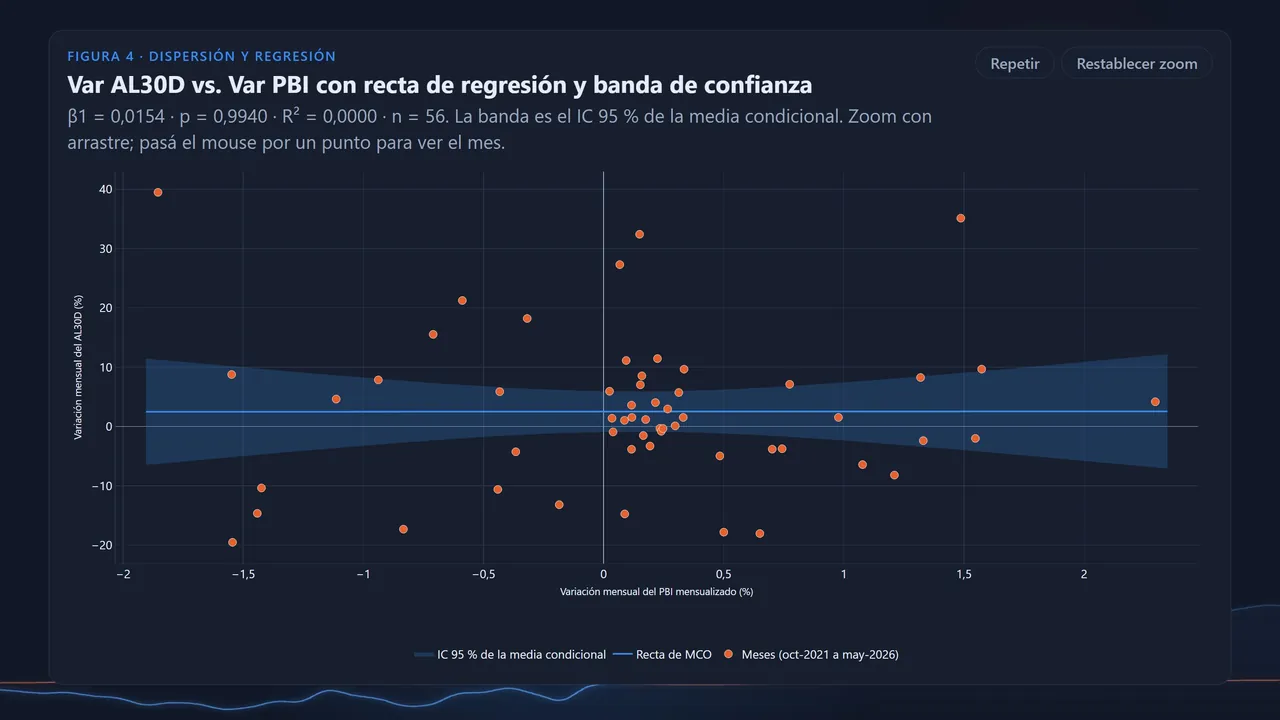 FIGURA 4 · DISPERSIÓN Y REGRESIÓN
Var AL30D vs. Var PBI con recta de regresión y banda de confianza
β1 = 0,0154 · p = 0,9940 · R² = 0,0000 · n = 56. La banda es el IC 95 % de la media condicional. Zoom con
arrastre; pasá el mouse por un punto para ver el mes.
Repetir
Restablecer zoom
Variación mensual del AL30D (%)
40
30
20
10
0
−10
−20
−2
−1,5
−1
−0,5
0
0,5
1
1,5
2
Variación mensual del PBI mensualizado (%)
IC 95 % de la media condicional
Recta de MCO
Meses (oct-2021 a may-2026)